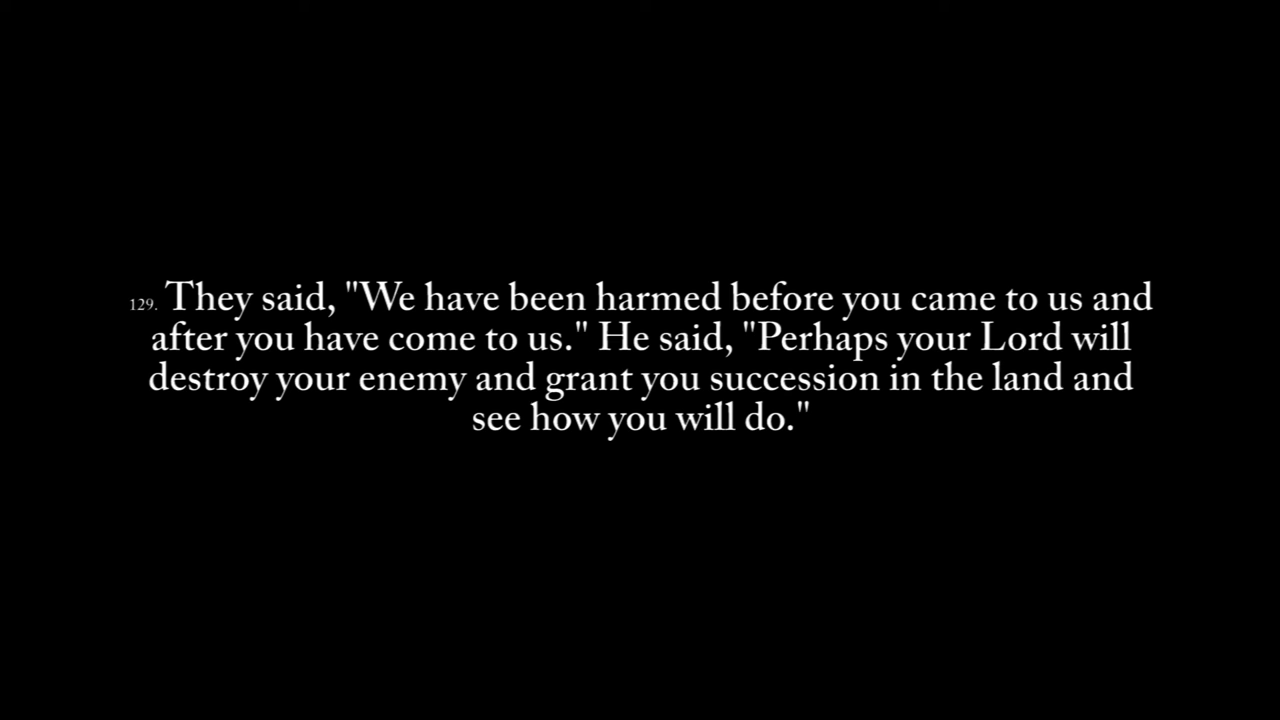 129. They said, "We have been harmed before you came to us and
after you have come to us." He said, "Perhaps your Lord will
destroy your enemy and grant you succession in the land and
see how you will do."